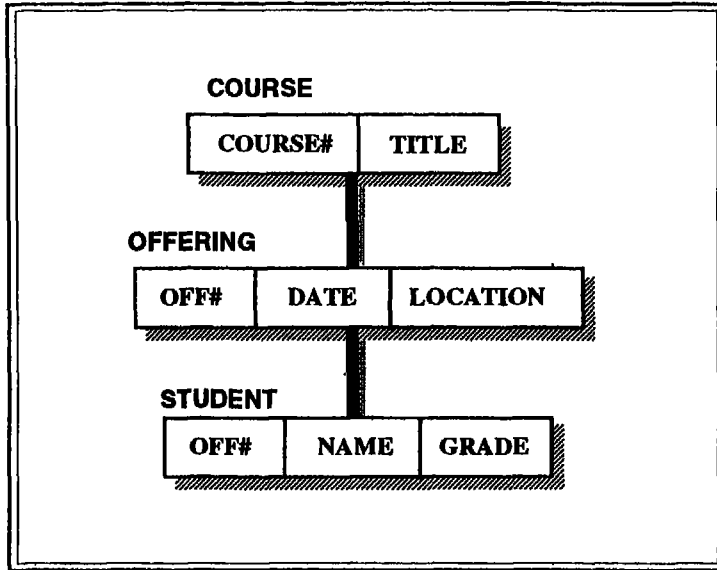 COURSE
COURSE# TITLE
OFFERING
OFF# DATE LOCATION
STUDENT
OFF# NAME GRADE